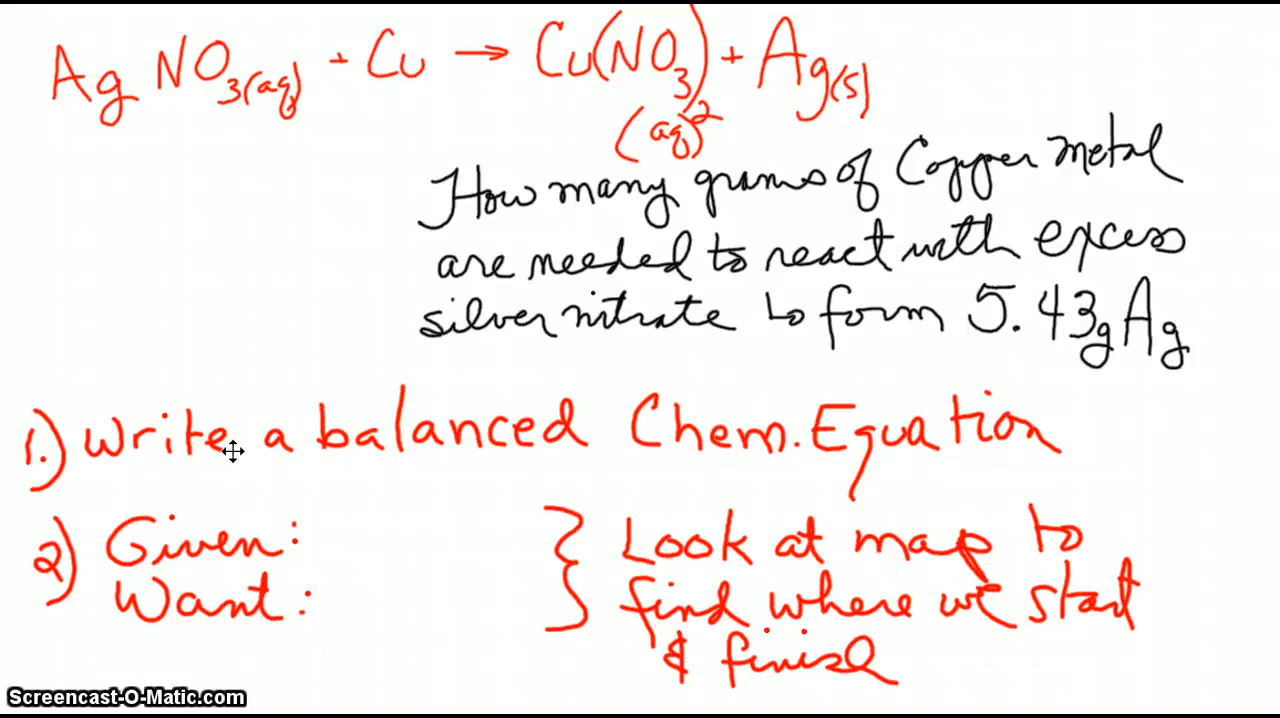 AgNO3(aq) + Cu → Cu(NO3)2(aq) + Ag(s)
How many grams of Copper metal
are needed to react with excess
silver nitrate to form 5.43g Ag
1.) Write a balanced Chem. Equation
2) Given: } Look at map to
Want: find where we start
& finish
Screencast-O-Matic.com